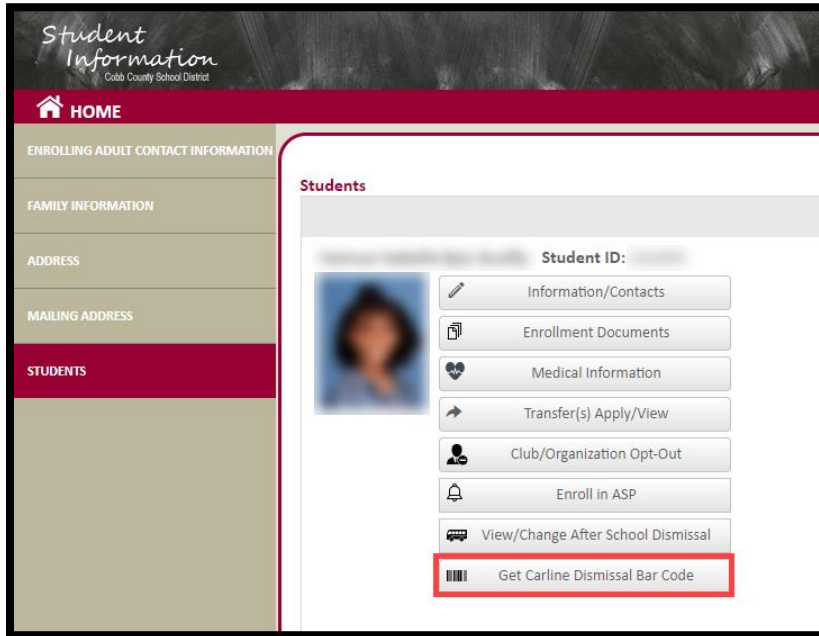 Student
Information
Cobb County School District
HOME
ENROLLING ADULT CONTACT INFORMATION
FAMILY INFORMATION
ADDRESS
MAILING ADDRESS
STUDENTS
Students
Student ID:
Information/Contacts
Enrollment Documents
Medical Information
Transfer(s) Apply/View
Club/Organization Opt-Out
Enroll in ASP
View/Change After School Dismissal
Get Carline Dismissal Bar Code